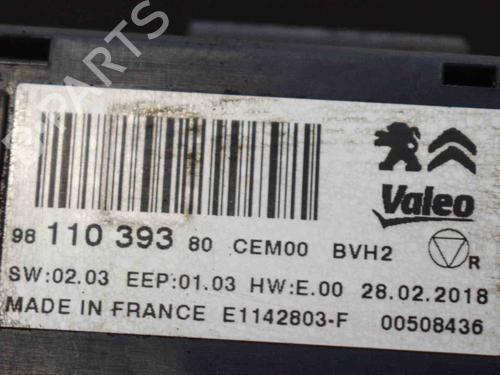 B PARTS
Valeo
98 110 393 80 CEM00 BVH2 R
SW:02.03 EEP:01.03 HW:E.00 28.02.2018
MADE IN FRANCE E1142803-F 00508436